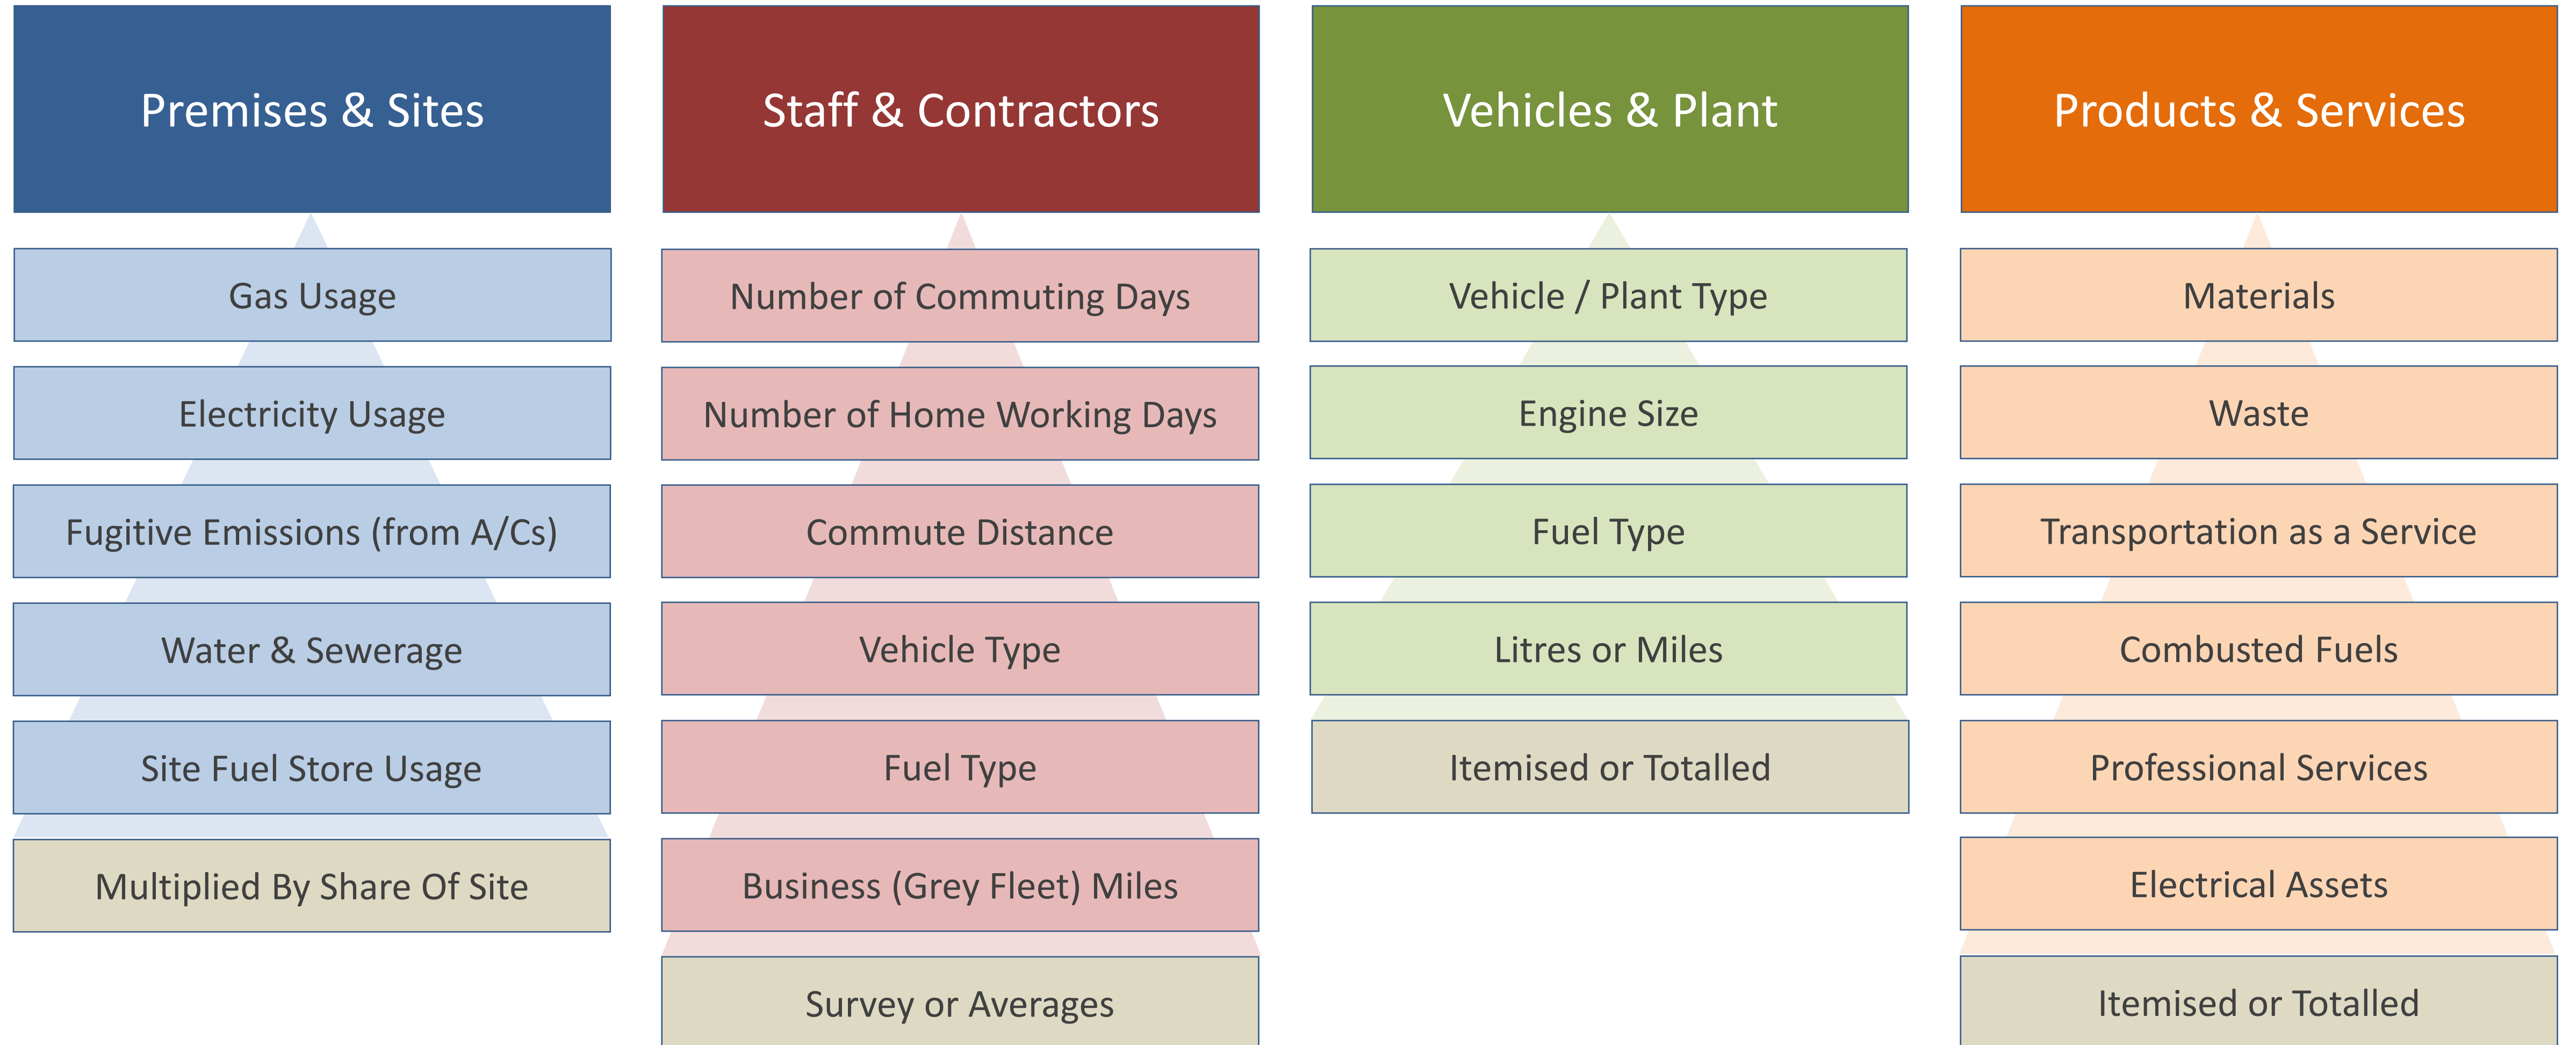 Premises & Sites
Gas Usage
Electricity Usage
Fugitive Emissions (from A/Cs)
Water & Sewerage
Site Fuel Store Usage
Multiplied By Share Of Site
Staff & Contractors
Number of Commuting Days
Number of Home Working Days
Commute Distance
Vehicle Type
Fuel Type
Business (Grey Fleet) Miles
Survey or Averages
Vehicles & Plant
Vehicle / Plant Type
Engine Size
Fuel Type
Litres or Miles
Itemised or Totalled
Products & Services
Materials
Waste
Transportation as a Service
Combusted Fuels
Professional Services
Electrical Assets
Itemised or Totalled